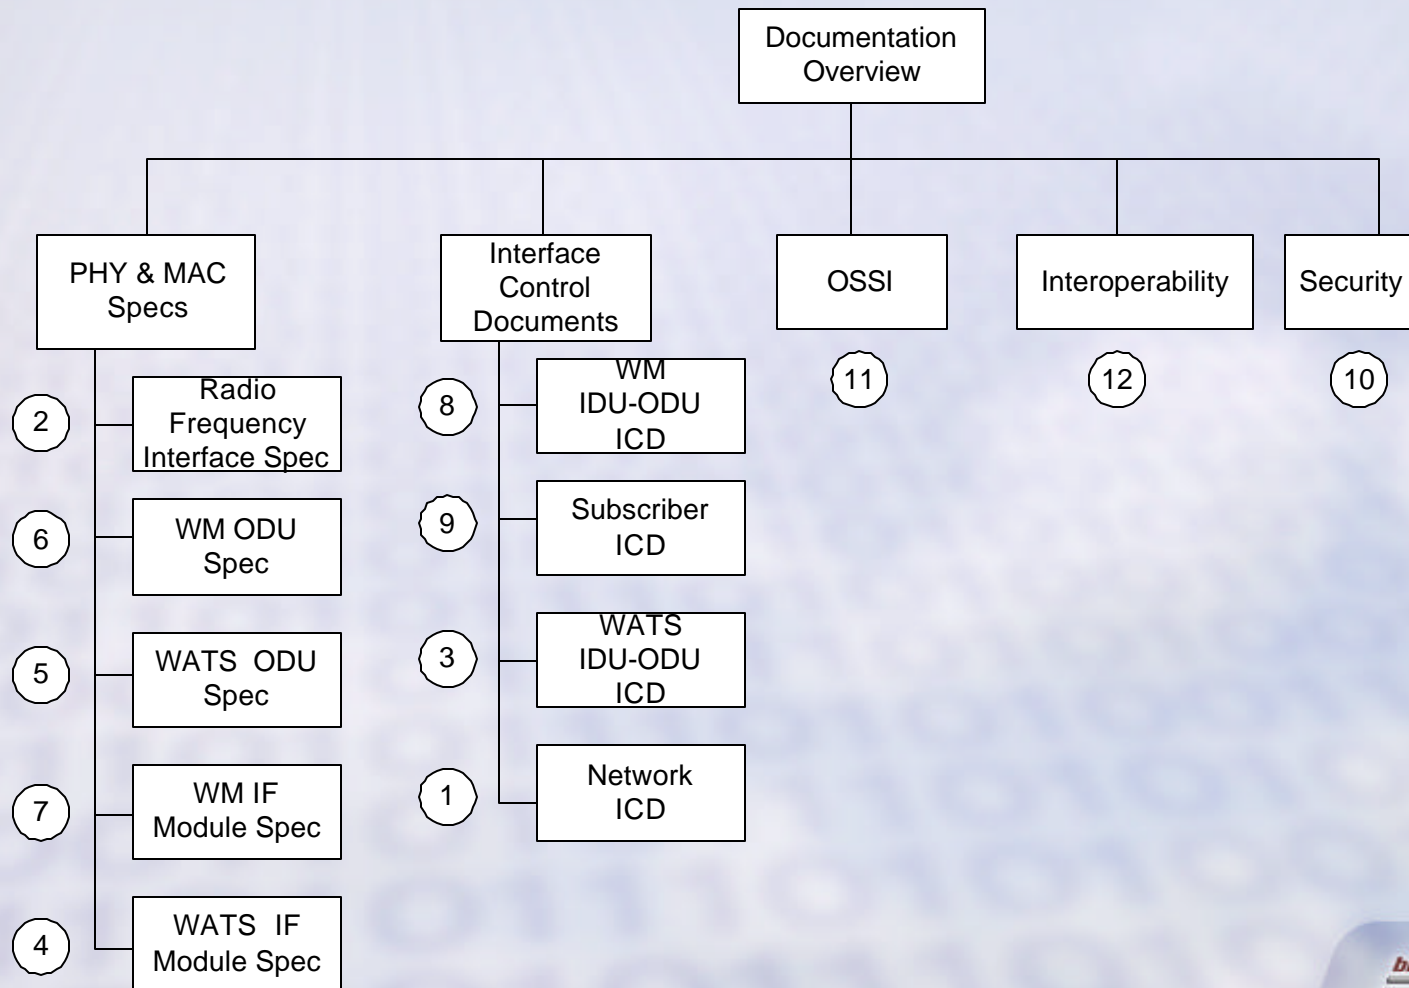 Documentation
Overview
PHY & MAC
Specs
Interface
Control
Documents
OSSI
Interoperability
Security
11
12
10
2
Radio
Frequency
Interface Spec
6
WM ODU
Spec
5
WATS ODU
Spec
7
WM IF
Module Spec
4
WATS IF
Module Spec
8
WM
IDU-ODU
ICD
9
Subscriber
ICD
3
WATS
IDU-ODU
ICD
1
Network
ICD